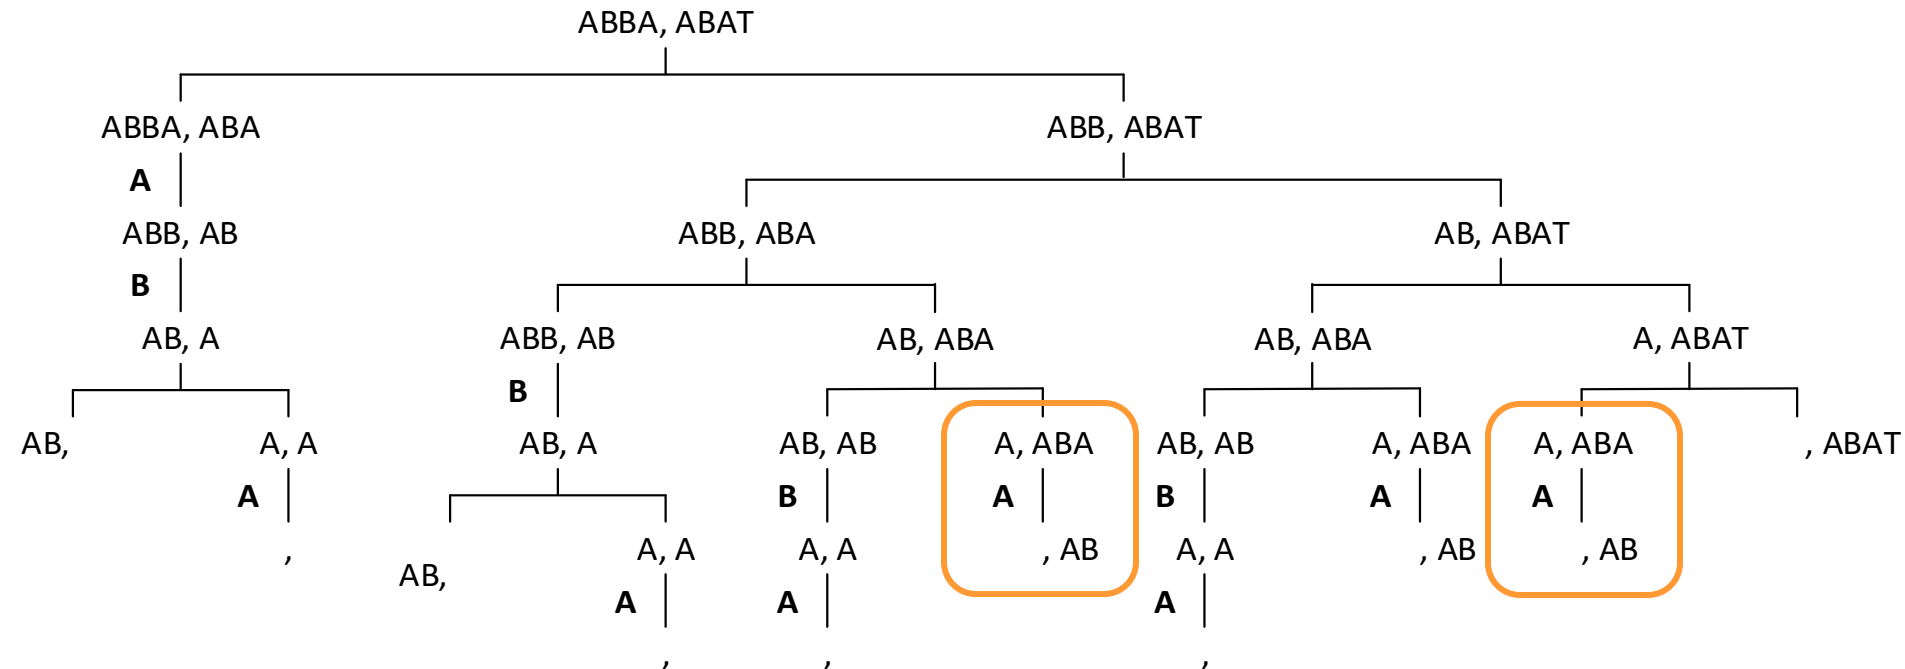 ABBA, ABAT
ABBA, ABA
ABB, ABAT
A
ABB, AB
ABB, ABA
AB, ABAT
B
AB, A
ABB, AB
AB, ABA
AB, ABA
A, ABAT
B
AB,
A, A
AB, A
AB, AB
A, ABA
AB, AB
A, ABA
A, ABA
, ABAT
A
B
A
B
A
A
,
A, A
A, A
, AB
A, A
, AB
, AB
AB,
A
A
A
,
,
,